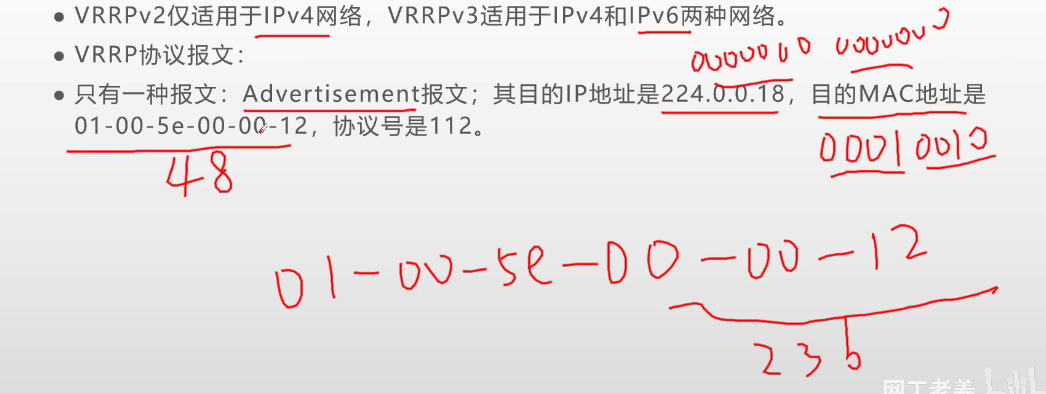 • VRRPv2仅适用于IPv4网络，VRRPv3适用于IPv4和IPv6两种网络。
• VRRP协议报文：
00000000 0000000
• 只有一种报文：Advertisement报文；其目的IP地址是224.0.0.18，目的MAC地址是
01-00-5e-00-00-12，协议号是112。
00010010
48
01-00-5e-00-00-12
23b
网工老姜